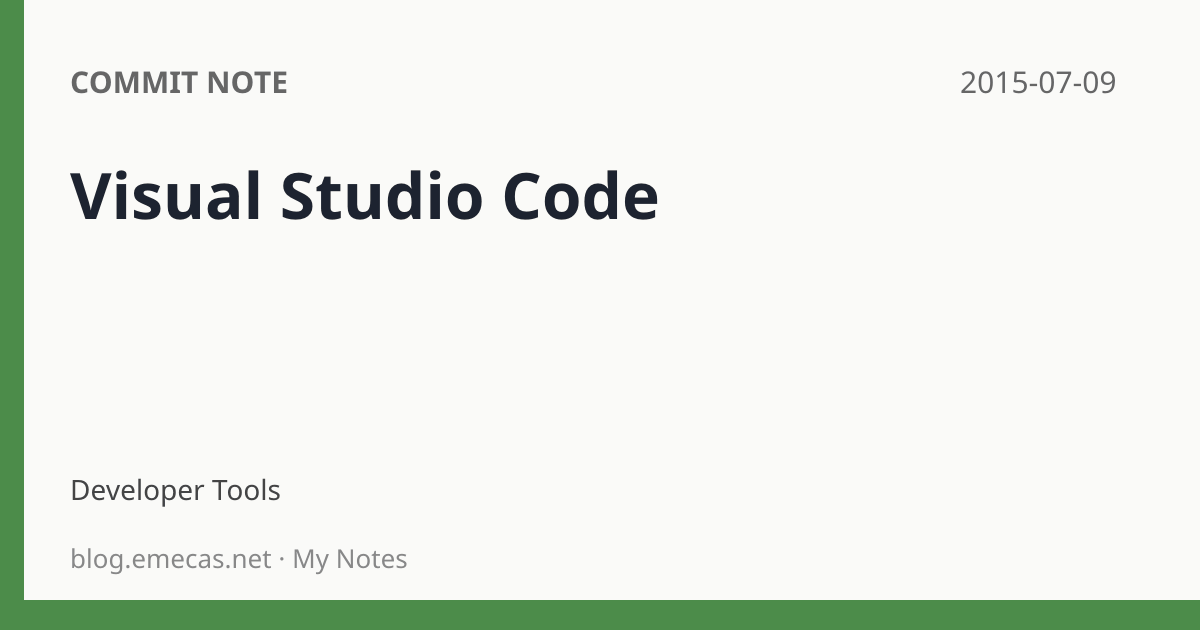 COMMIT NOTE
2015-07-09
Visual Studio Code
Developer Tools
blog.emecas.net · My Notes